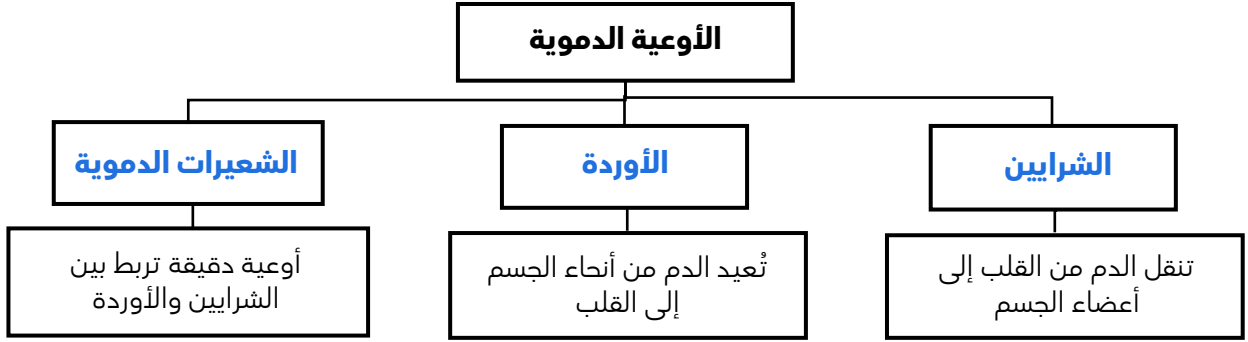 الأوعية الدموية
الشرايين
الأوردة
الشعيرات الدموية
تنقل الدم من القلب إلى
أعضاء الجسم
تُعيد الدم من أنحاء الجسم
إلى القلب
أوعية دقيقة تربط بين
الشرايين والأوردة